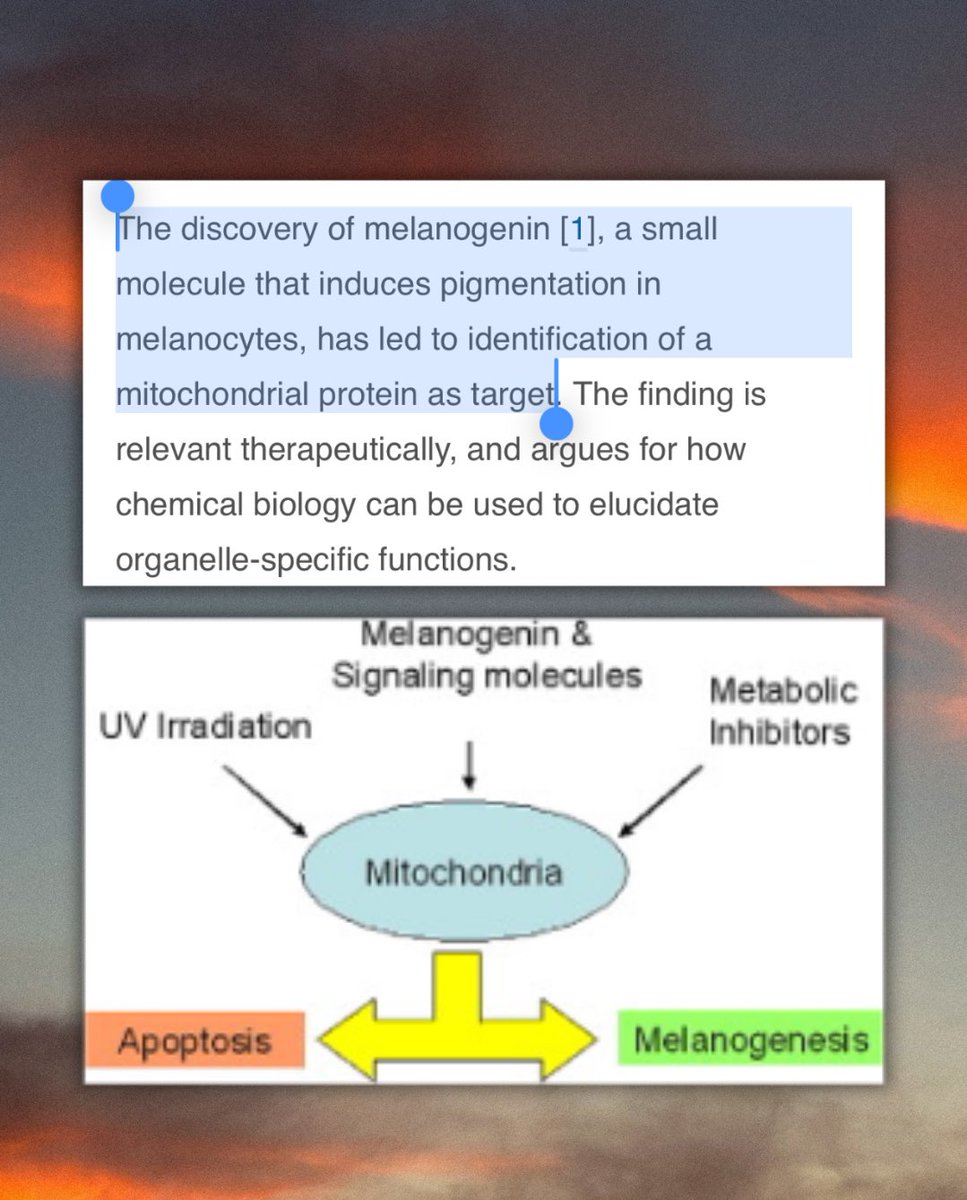 The discovery of melanogenin [1], a small
molecule that induces pigmentation in
melanocytes, has led to identification of a
mitochondrial protein as target. The finding is
relevant therapeutically, and argues for how
chemical biology can be used to elucidate
organelle-specific functions.
Melanogenin &
Signaling molecules
Metabolic
Inhibitors
UV Irradiation
Mitochondria
Apoptosis
Melanogenesis